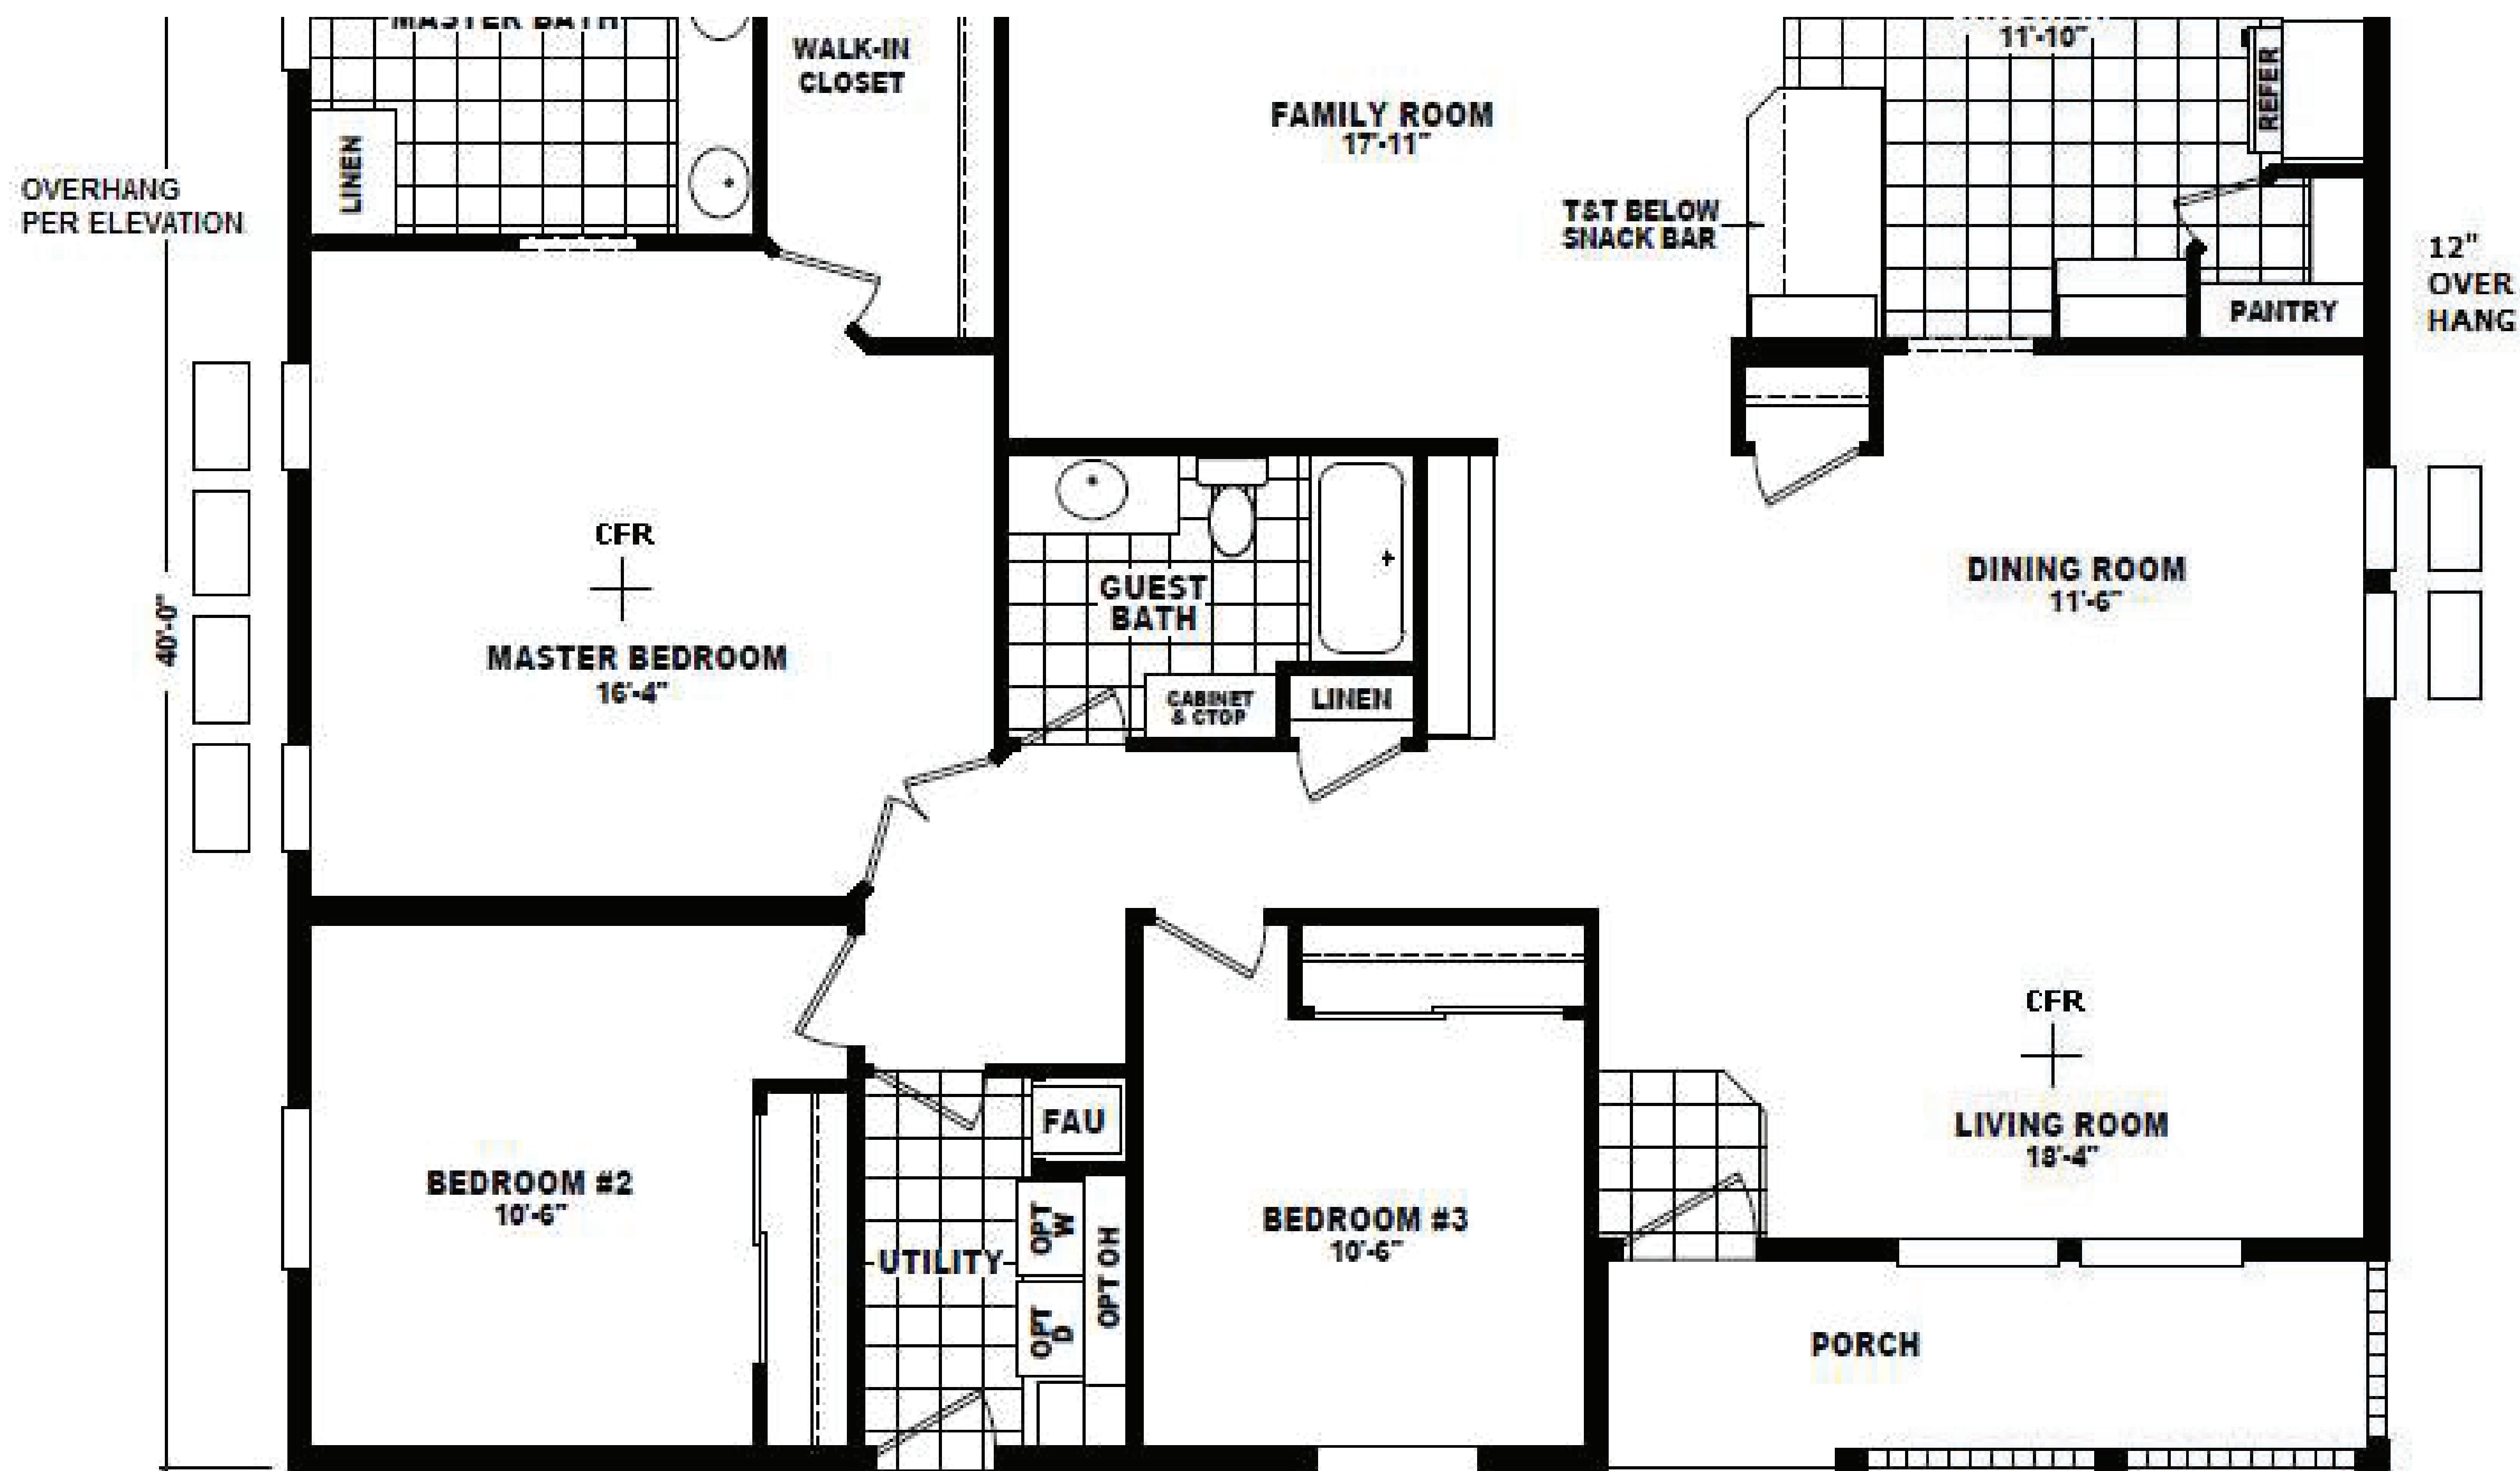 MASTER BATH
WALK-IN
CLOSET
11'-10"
REFER
FAMILY ROOM
17'-11"
LINEN
OVERHANG
PER ELEVATION
T&T BELOW
SNACK BAR
12"
OVER
HANG
PANTRY
CFR
DINING ROOM
11'-6"
GUEST
BATH
40'-0"
MASTER BEDROOM
16'-4"
CABINET
& CTOP
LINEN
CFR
FAU
LIVING ROOM
18'-4"
BEDROOM #2
10'-6"
OPT
W
BEDROOM #3
10'-6"
UTILITY
OPT OH
OPT
D
PORCH